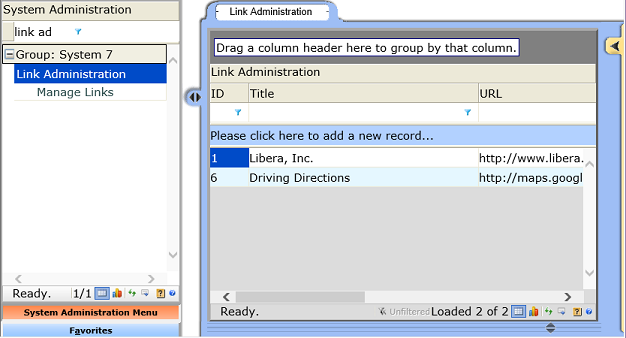 System Administration
link ad
Group: System 7
Link Administration
Manage Links
Ready. 1/1
System Administration Menu
Favorites
Link Administration
Drag a column header here to group by that column.
Link Administration
ID Title URL
Please click here to add a new record...
1 Libera, Inc. http://www.libera.
6 Driving Directions http://maps.googl
Ready. Unfiltered Loaded 2 of 2